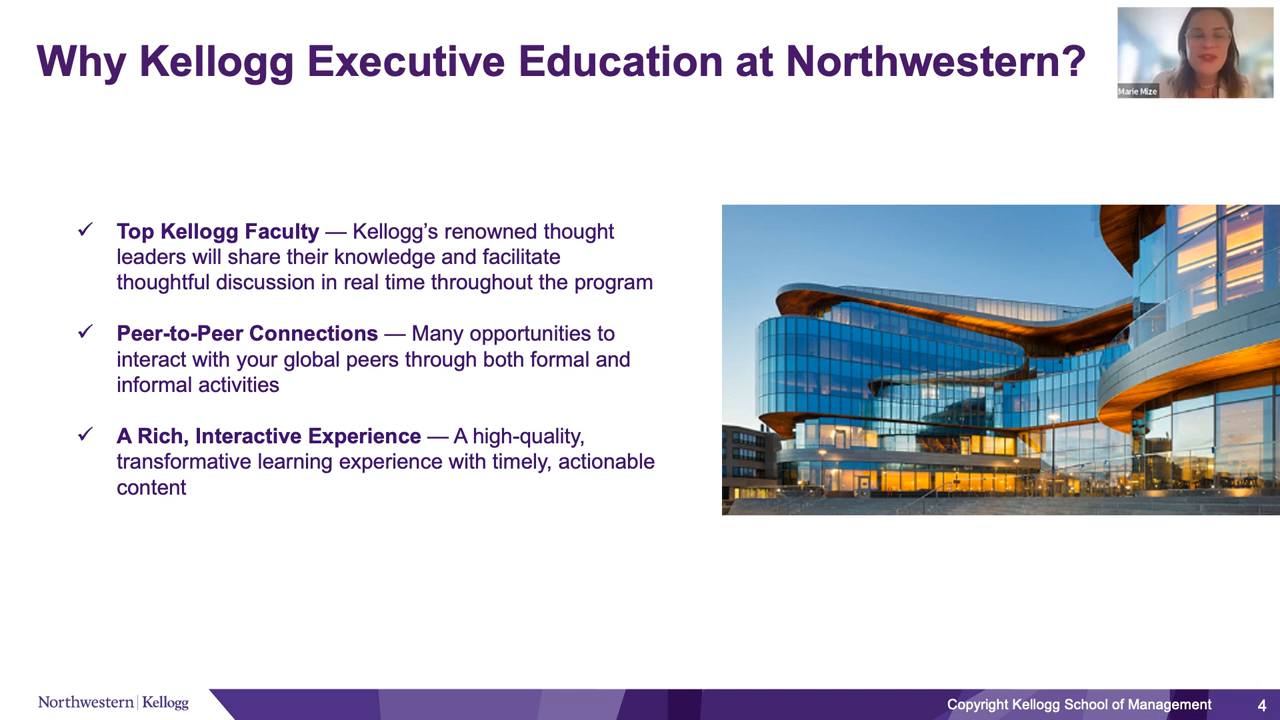 Why Kellogg Executive Education at Northwestern?
Marie Mize
✓ Top Kellogg Faculty — Kellogg’s renowned thought
leaders will share their knowledge and facilitate
thoughtful discussion in real time throughout the program
✓ Peer-to-Peer Connections — Many opportunities to
interact with your global peers through both formal and
informal activities
✓ A Rich, Interactive Experience — A high-quality,
transformative learning experience with timely, actionable
content
Northwestern | Kellogg
Copyright Kellogg School of Management
4